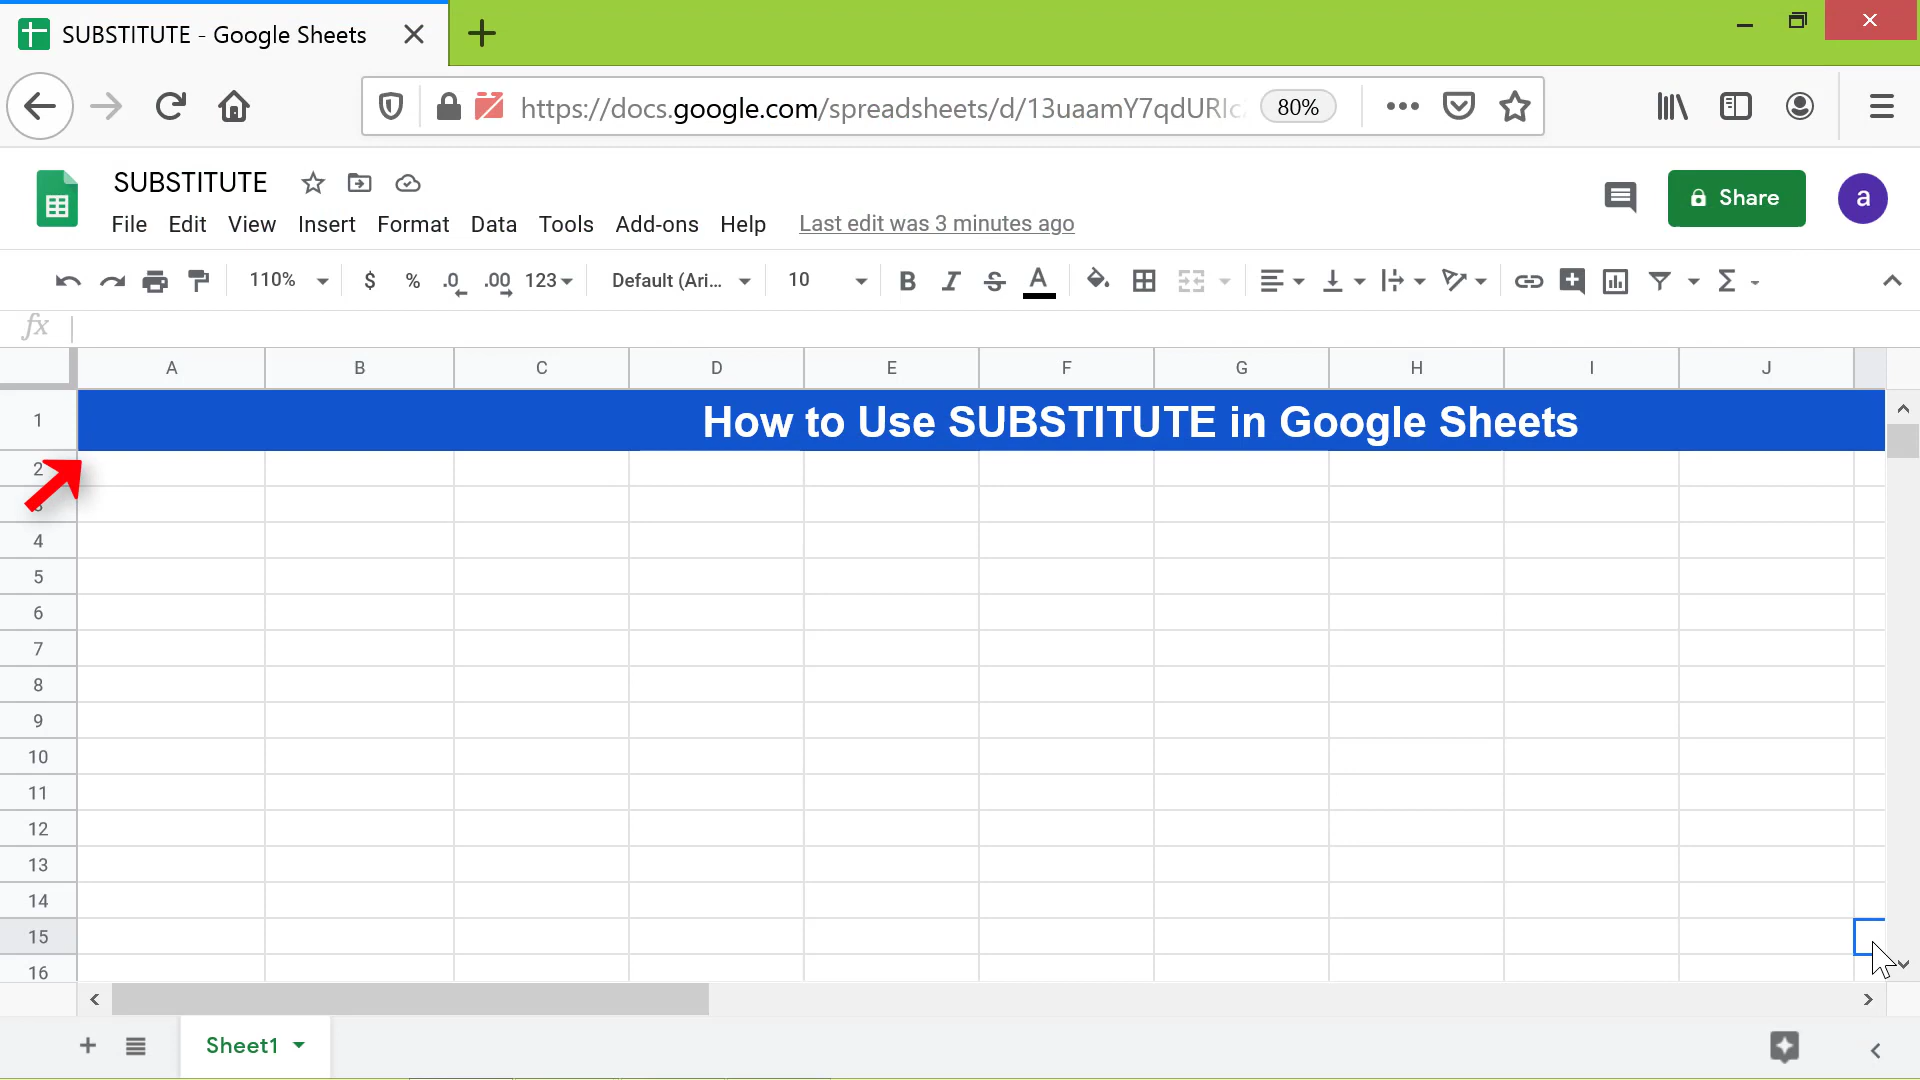 SUBSTITUTE - Google Sheets
https://docs.google.com/spreadsheets/d/13uaamY7qdURIc
80%
SUBSTITUTE
File Edit View Insert Format Data Tools Add-ons Help Last edit was 3 minutes ago
Share
a
110% $ % .0 .00 123 Default (Ari... 10 B I S A Σ
fx
A B C D E F G H I J
1 How to Use SUBSTITUTE in Google Sheets
2
4
5
6
7
8
9
10
11
12
13
14
15
16
Sheet1